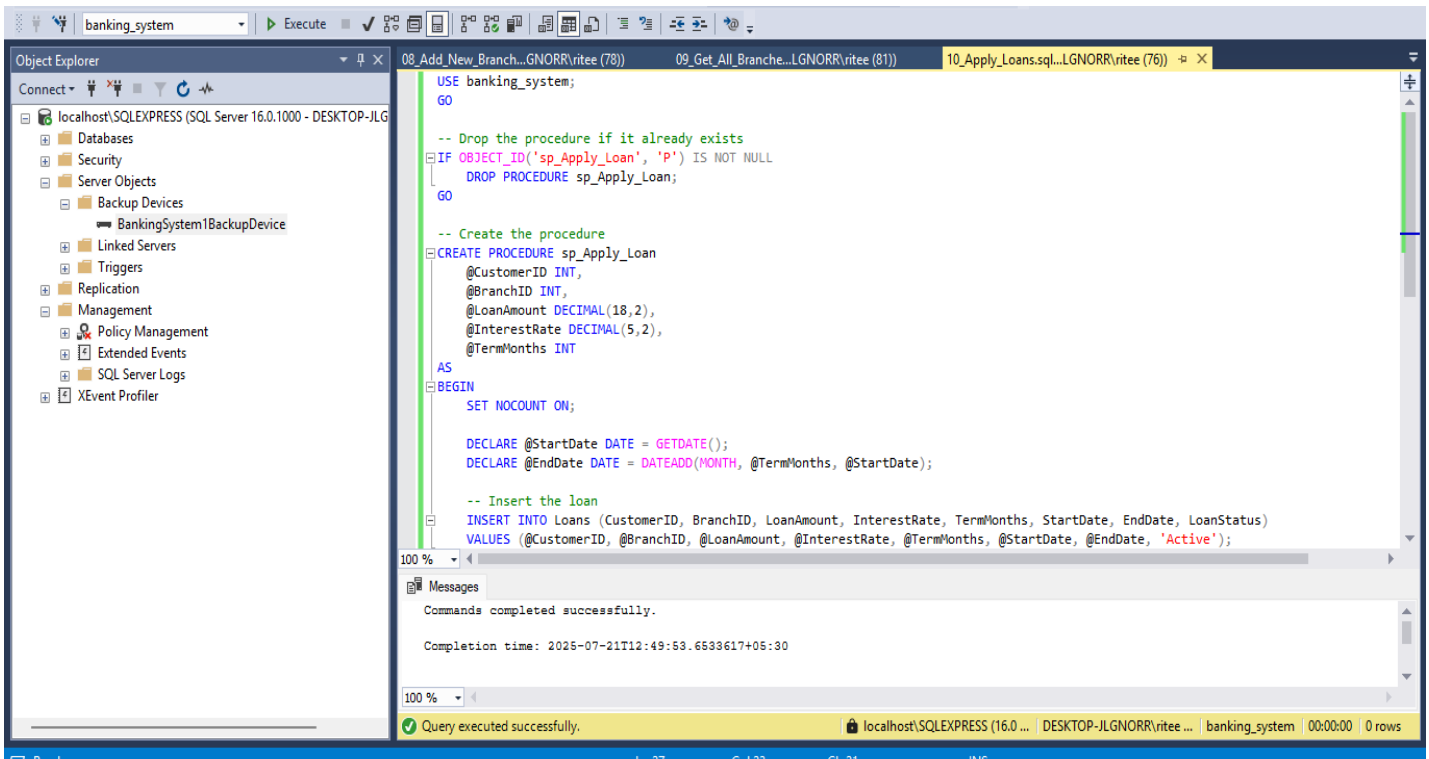 banking_system
Execute
Object Explorer
Connect
localhost\SQLEXPRESS (SQL Server 16.0.1000 - DESKTOP-JLG
Databases
Security
Server Objects
Backup Devices
BankingSystem1BackupDevice
Linked Servers
Triggers
Replication
Management
Policy Management
Extended Events
SQL Server Logs
XEvent Profiler
08_Add_New_Branch...GNORR\ritee (78))
09_Get_All_Branche...LGNORR\ritee (81))
10_Apply_Loans.sql...LGNORR\ritee (76))
USE banking_system;
GO
-- Drop the procedure if it already exists
IF OBJECT_ID('sp_Apply_Loan', 'P') IS NOT NULL
DROP PROCEDURE sp_Apply_Loan;
GO
-- Create the procedure
CREATE PROCEDURE sp_Apply_Loan
@CustomerID INT,
@BranchID INT,
@LoanAmount DECIMAL(18,2),
@InterestRate DECIMAL(5,2),
@TermMonths INT
AS
BEGIN
SET NOCOUNT ON;
DECLARE @StartDate DATE = GETDATE();
DECLARE @EndDate DATE = DATEADD(MONTH, @TermMonths, @StartDate);
-- Insert the loan
INSERT INTO Loans (CustomerID, BranchID, LoanAmount, InterestRate, TermMonths, StartDate, EndDate, LoanStatus)
VALUES (@CustomerID, @BranchID, @LoanAmount, @InterestRate, @TermMonths, @StartDate, @EndDate, 'Active');
100 %
Messages
Commands completed successfully.
Completion time: 2025-07-21T12:49:53.6533617+05:30
100 %
Query executed successfully.
localhost\SQLEXPRESS (16.0 ...
DESKTOP-JLGNORR\ritee ...
banking_system
00:00:00
0 rows